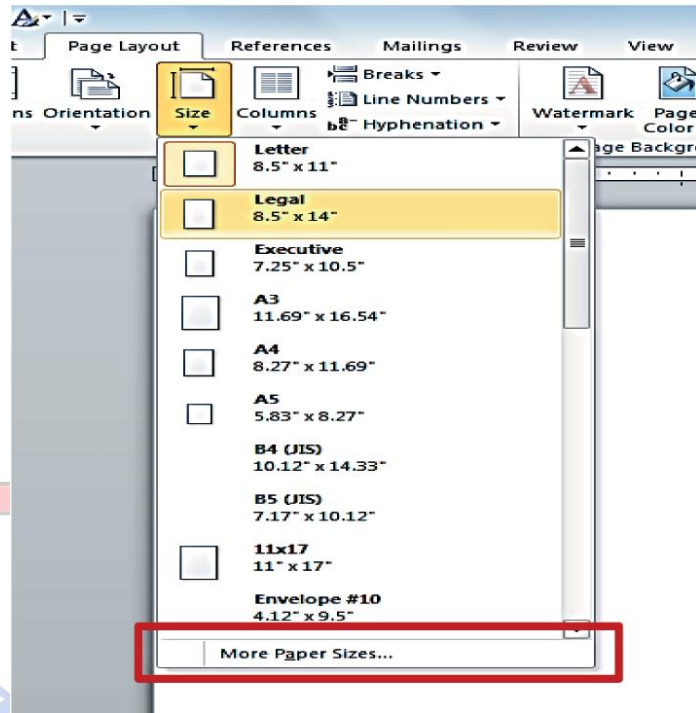 t Page Layout References Mailings Review View
Breaks
Line Numbers
ns Orientation Size Columns Watermark Page
Hyphenation
Color
age Backgr
Letter
8.5" x 11"
Legal
8.5" x 14"
Executive
7.25" x 10.5"
A3
11.69" x 16.54"
A4
8.27" x 11.69"
A5
5.83" x 8.27"
B4 (JIS)
10.12" x 14.33"
B5 (JIS)
7.17" x 10.12"
11x17
11" x 17"
Envelope #10
4.12" x 9.5"
More Paper Sizes...